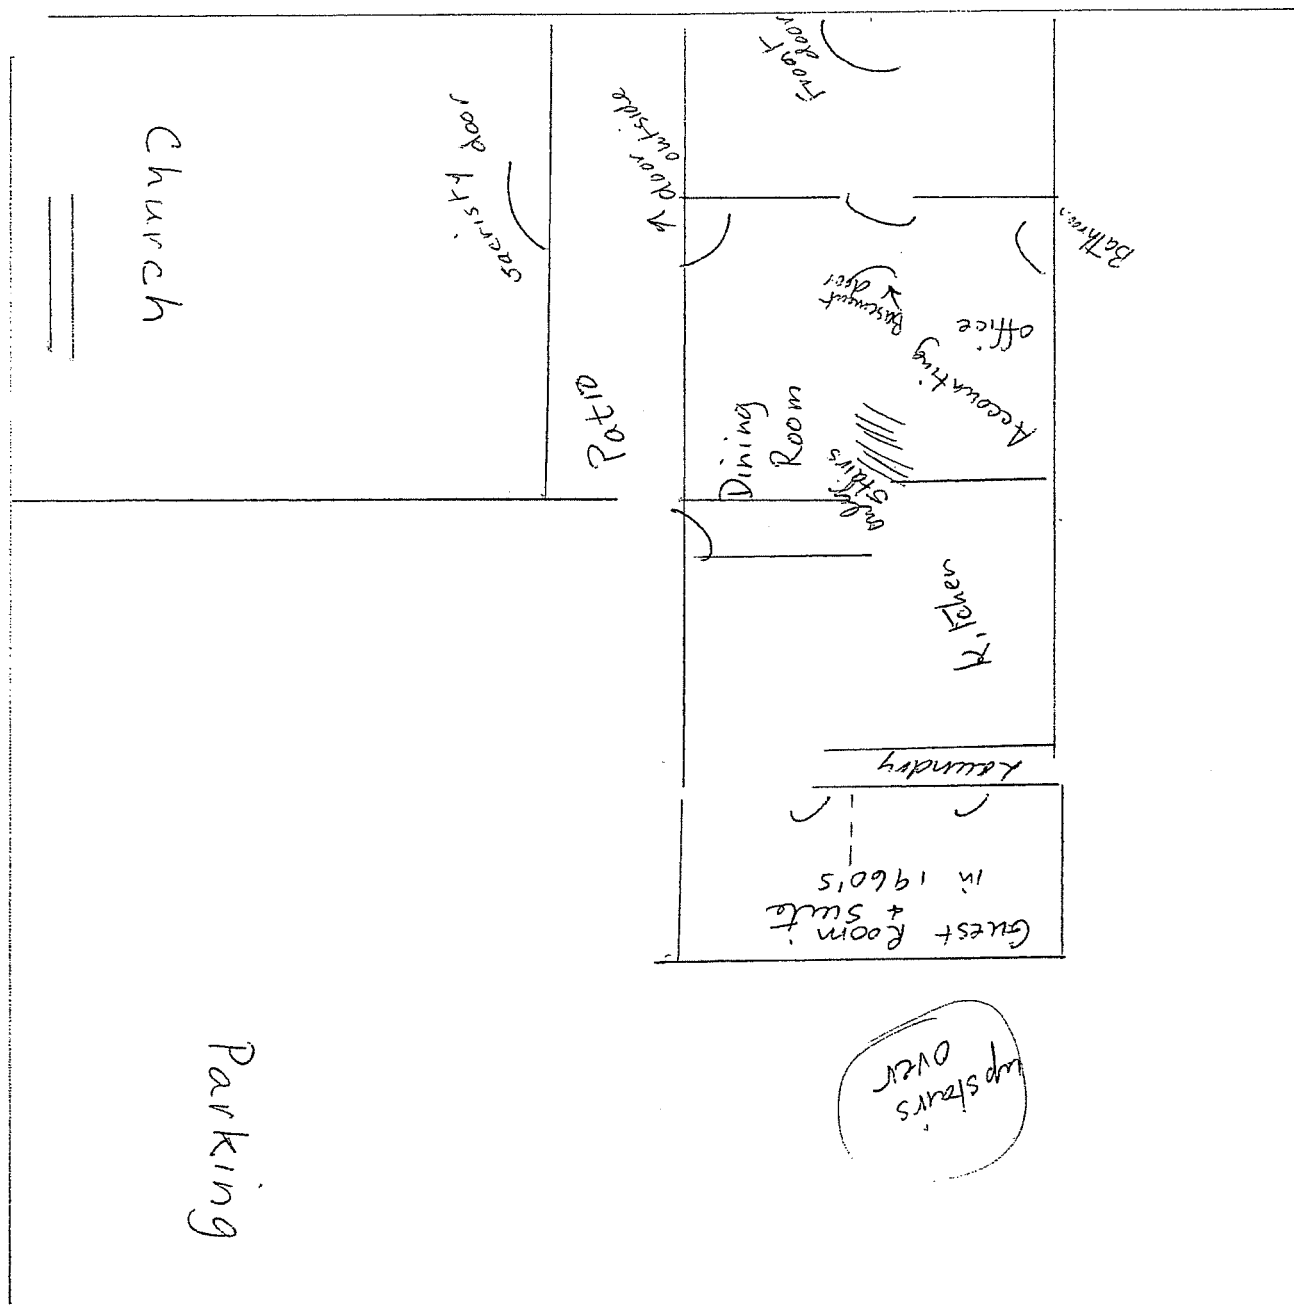 Church
sacristy door
Patio
door
outside
Front
door
Bathroom
Basement
door
Accounting
office
Dining
Room
only
stairs
Kitchen
Laundry
Guest Room
+ Suite
in 1960's
upstairs
over
Parking